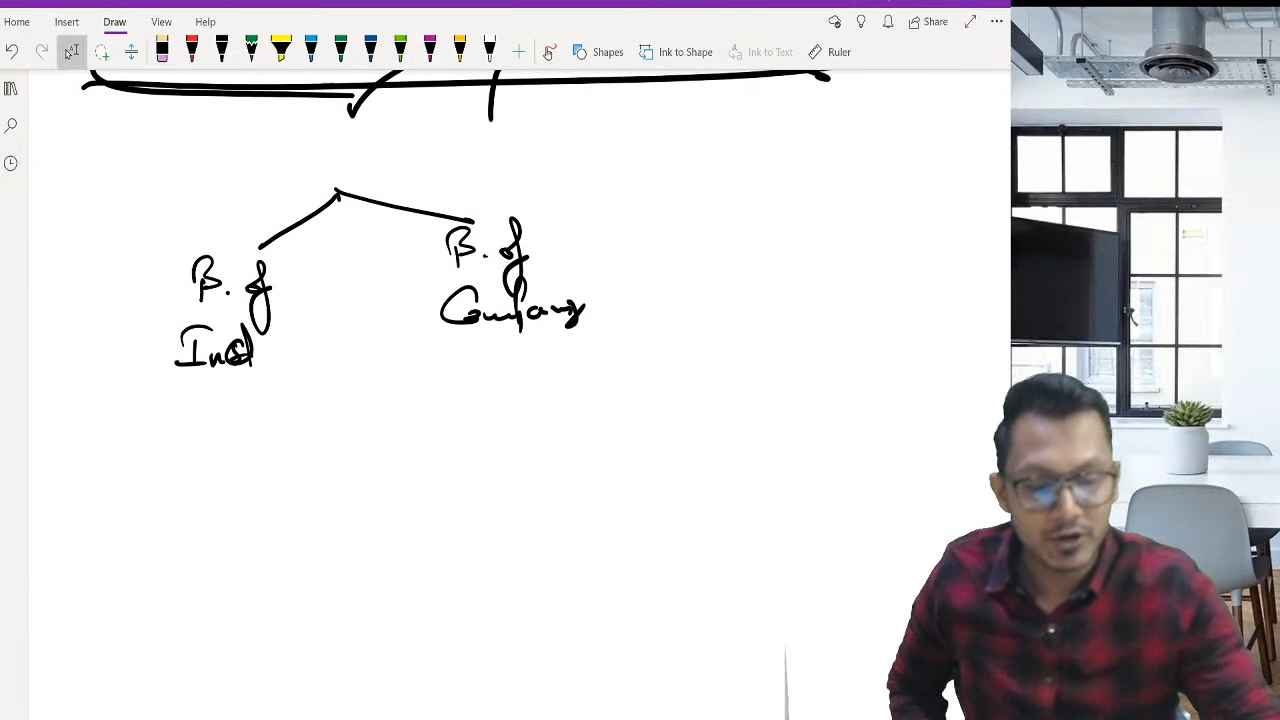 Home Insert Draw View Help
Share
Shapes Ink to Shape Ink to Text Ruler
B. of
Ind
B. of
Company